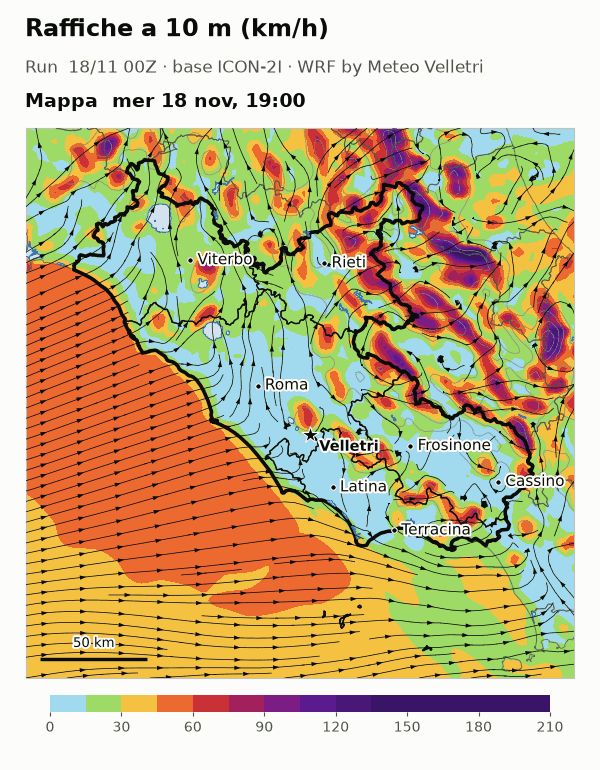 Raffiche a 10 m (km/h)
Run 18/11 00Z · base ICON-2I · WRF by Meteo Velletri
Mappa mer 18 nov, 19:00
Viterbo
Rieti
Roma
Velletri
Frosinone
Cassino
Latina
Terracina
50 km
0 30 60 90 120 150 180 210